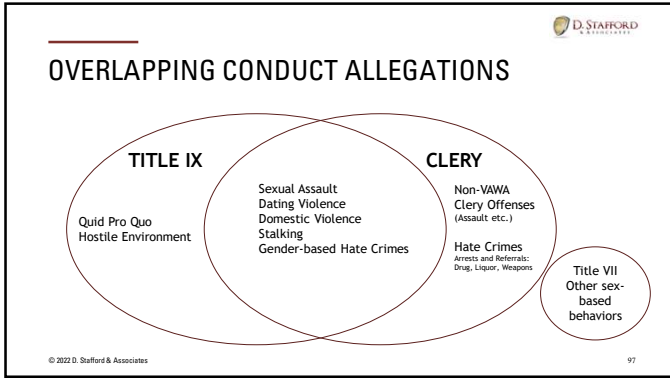 D. STAFFORD
& ASSOCIATES
OVERLAPPING CONDUCT ALLEGATIONS
TITLE IX
Quid Pro Quo
Hostile Environment
Sexual Assault
Dating Violence
Domestic Violence
Stalking
Gender-based Hate Crimes
CLERY
Non-VAWA
Clery Offenses
(Assault etc.)
Hate Crimes
Arrests and Referrals:
Drug, Liquor, Weapons
Title VII
Other sex-
based
behaviors
© 2022 D. Stafford & Associates
97